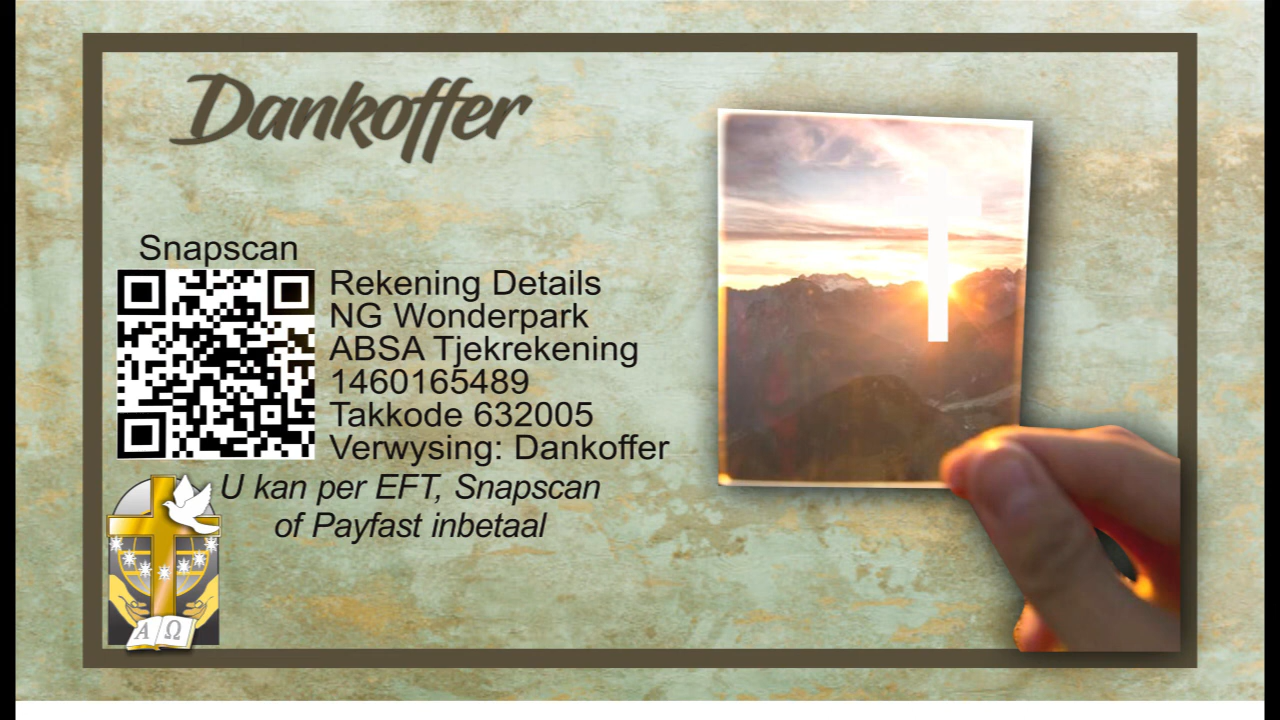 Dankoffer
Snapscan
Rekening Details
NG Wonderpark
ABSA Tjekrekening
1460165489
Takkode 632005
Verwysing: Dankoffer
U kan per EFT, Snapscan
of Payfast inbetaal
A Ω